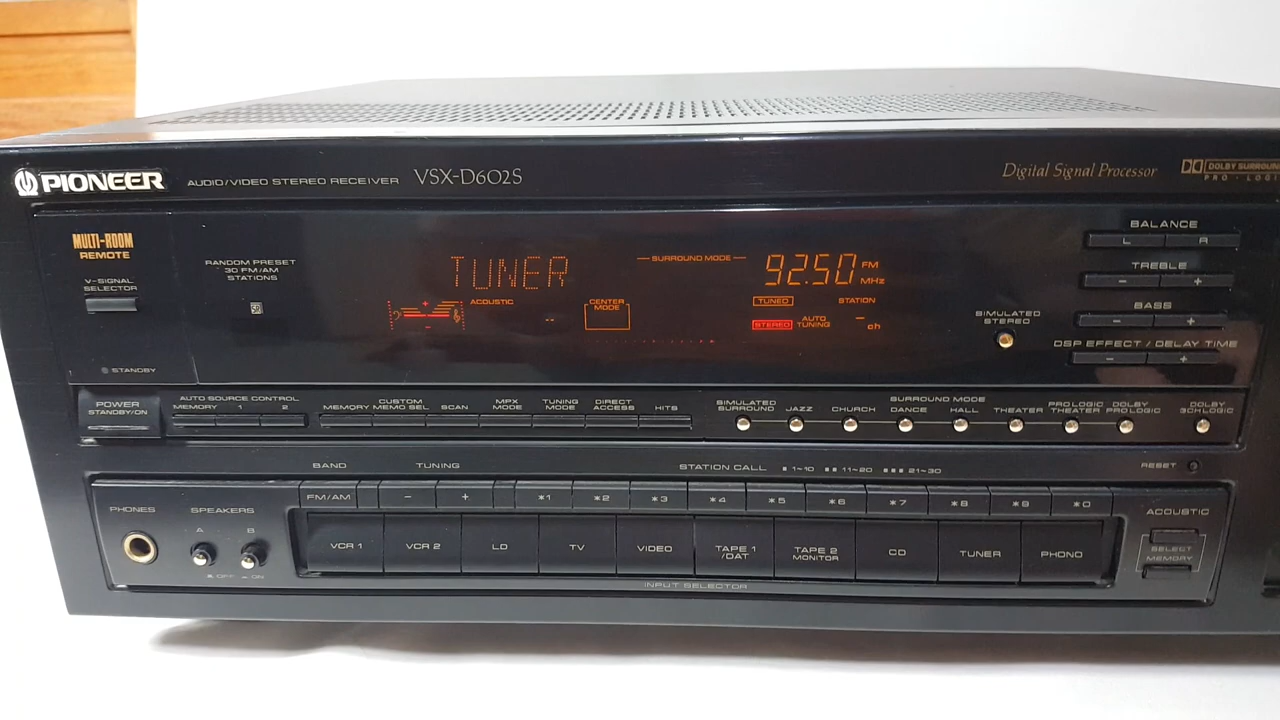 PIONEER AUDIO/VIDEO STEREO RECEIVER VSX-D602S Digital Signal Processor DOLBY SURROUND
PRO · LOGIC
MULTI-ROOM
REMOTE
V-SIGNAL
SELECTOR
RANDOM PRESET
30 FM/AM
STATIONS
SR
STANDBY
TUNER
ACOUSTIC
CENTER
MODE
SURROUND MODE
92.50 FM
MHz
TUNED STATION
STEREO AUTO
TUNING
ch
SIMULATED
STEREO
BALANCE
L R
TREBLE
− +
BASS
− +
DSP EFFECT / DELAY TIME
− +
POWER
STANDBY/ON
AUTO SOURCE CONTROL
MEMORY 1 2
MEMORY
CUSTOM
MEMO SEL
SCAN
MPX
MODE
TUNING
MODE
DIRECT
ACCESS
HITS
SURROUND MODE
SIMULATED
SURROUND
JAZZ
CHURCH
DANCE
HALL
THEATER
PRO LOGIC
THEATER
DOLBY
PRO LOGIC
DOLBY
3CH LOGIC
BAND TUNING STATION CALL 1~10 11~20 21~30 RESET
FM/AM − + *1 *2 *3 *4 *5 *6 *7 *8 *9 *0
PHONES
SPEAKERS
A B
OFF ON
VCR 1
VCR 2
LD
TV
VIDEO
TAPE 1
/DAT
TAPE 2
MONITOR
CD
TUNER
PHONO
INPUT SELECTOR
ACOUSTIC
SELECT
MEMORY